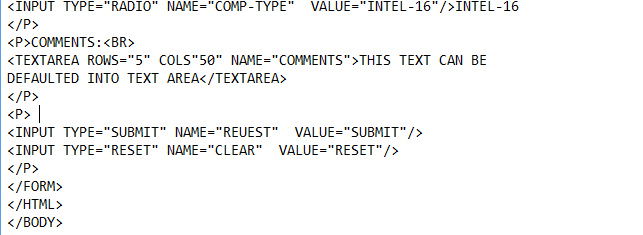 <INPUT TYPE="RADIO" NAME="COMP-TYPE"  VALUE="INTEL-16"/>INTEL-16
</P>
<P>COMMENTS:<BR>
<TEXTAREA ROWS="5" COLS"50" NAME="COMMENTS">THIS TEXT CAN BE
DEFAULTED INTO TEXT AREA</TEXTAREA>
</P>
<P>
<INPUT TYPE="SUBMIT" NAME="REUEST"  VALUE="SUBMIT"/>
<INPUT TYPE="RESET" NAME="CLEAR"  VALUE="RESET"/>
</P>
</FORM>
</HTML>
</BODY>